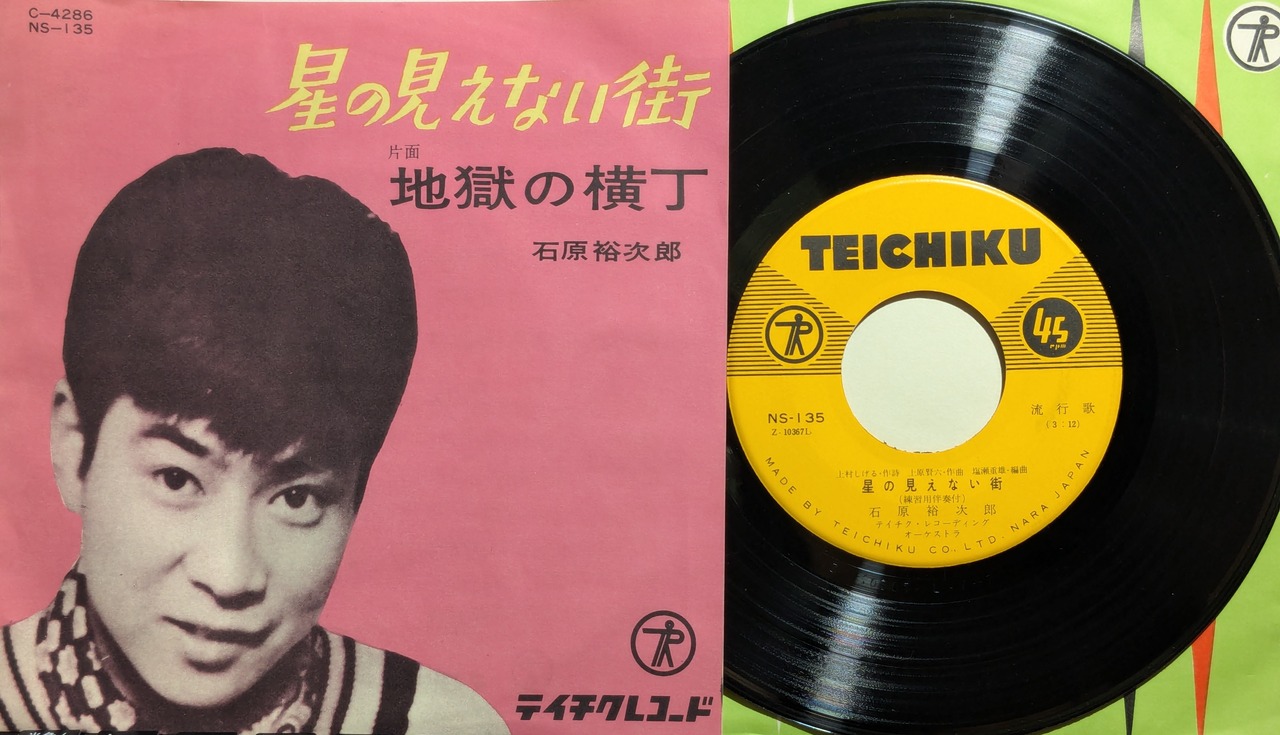 C-4286
NS-135
星の見えない街
片面
地獄の横丁
石原裕次郎
テイチクレコード
TEICHIKU
45
rpm
NS-135
Z-10367L
流行歌
(3:12)
上村しげる・作詩 上原賢六・作曲 塩瀬重雄・編曲
星の見えない街
(練習用伴奏付)
石原裕次郎
テイチク・レコーディング
オーケストラ
MADE BY TEICHIKU CO., LTD. NARA JAPAN